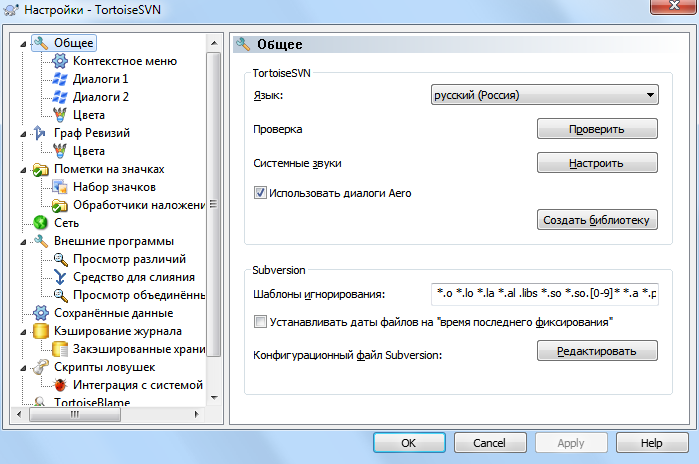 Настройки - TortoiseSVN
Общее
Контекстное меню
Диалоги 1
Диалоги 2
Цвета
Граф Ревизий
Цвета
Пометки на значках
Набор значков
Обработчики наложени
Сеть
Внешние программы
Просмотр различий
Средство для слияния
Просмотр объединённы
Сохранённые данные
Кэширование журнала
Закэшированные храни
Скрипты ловушек
Интеграция с системой
TortoiseBlame
Общее
TortoiseSVN
Язык: русский (Россия)
Проверка Проверить
Системные звуки Настроить
Использовать диалоги Aero
Создать библиотеку
Subversion
Шаблоны игнорирования: *.o *.lo *.la *.al .libs *.so *.so.[0-9]* *.a *.p
Устанавливать даты файлов на "время последнего фиксирования"
Конфигурационный файл Subversion: Редактировать
OK Cancel Apply Help